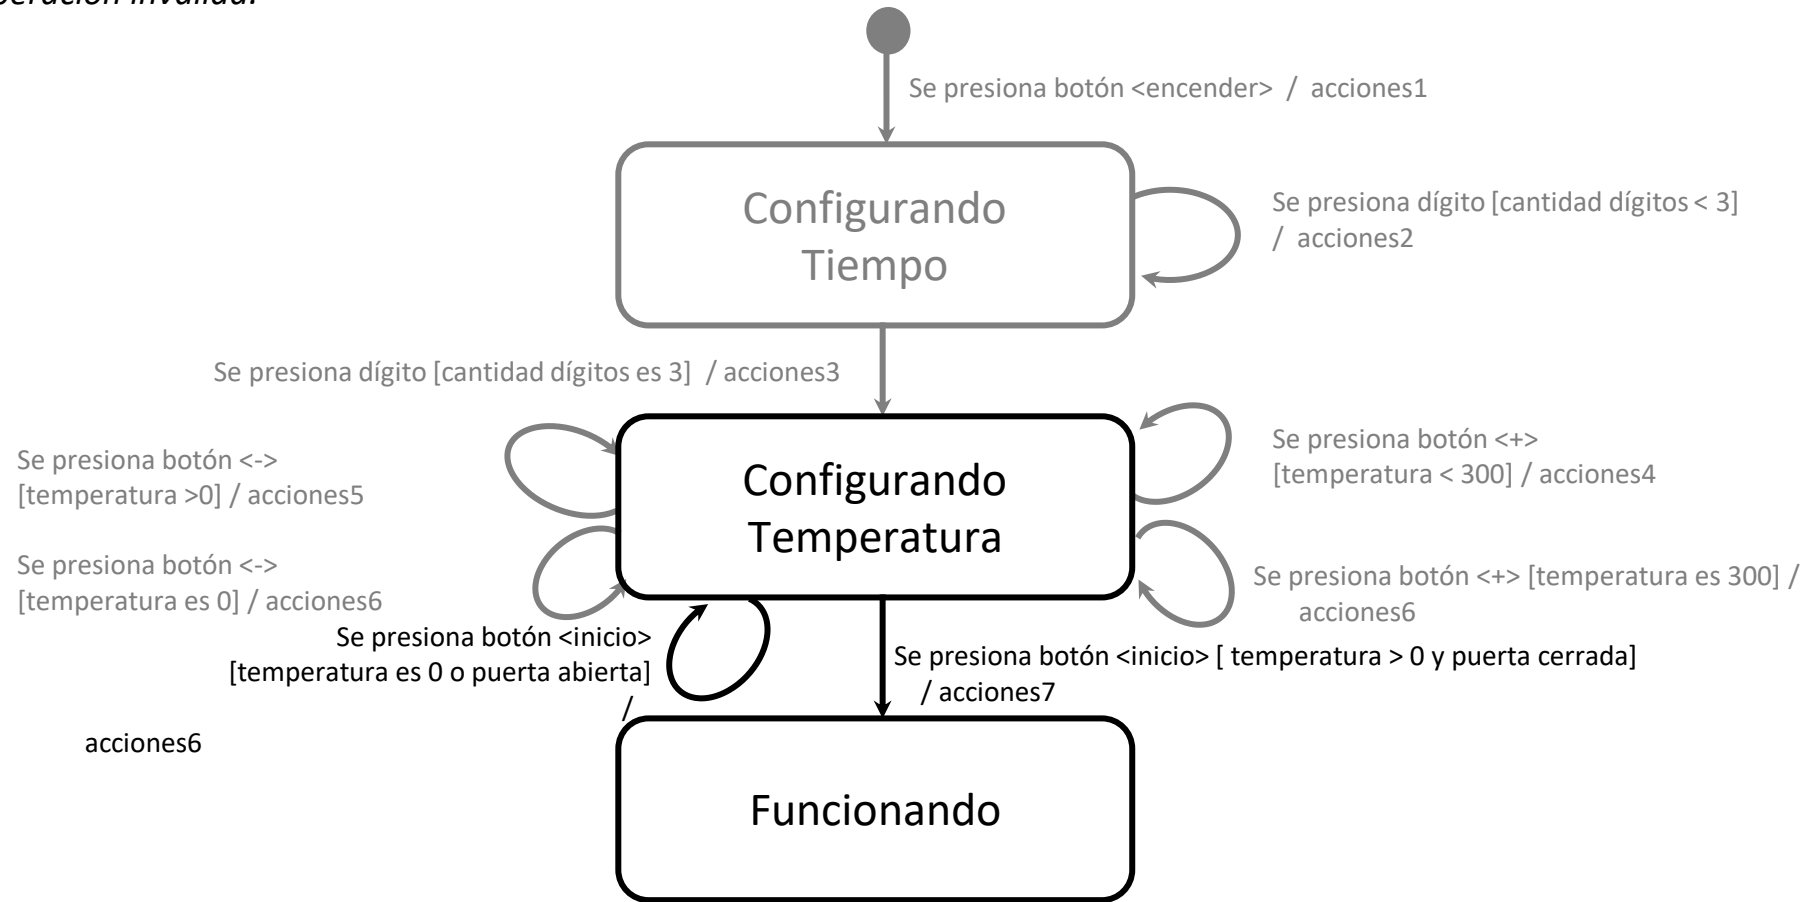 Se presiona botón <encender> / acciones1
Configurando
Tiempo
Se presiona dígito [cantidad dígitos < 3]
/ acciones2
Se presiona dígito [cantidad dígitos es 3] / acciones3
Se presiona botón <->
[temperatura >0] / acciones5
Configurando
Temperatura
Se presiona botón <+>
[temperatura < 300] / acciones4
Se presiona botón <->
[temperatura es 0] / acciones6
Se presiona botón <+> [temperatura es 300] /
acciones6
Se presiona botón <inicio>
[temperatura es 0 o puerta abierta]
/
acciones6
Se presiona botón <inicio> [ temperatura > 0 y puerta cerrada]
/ acciones7
Funcionando